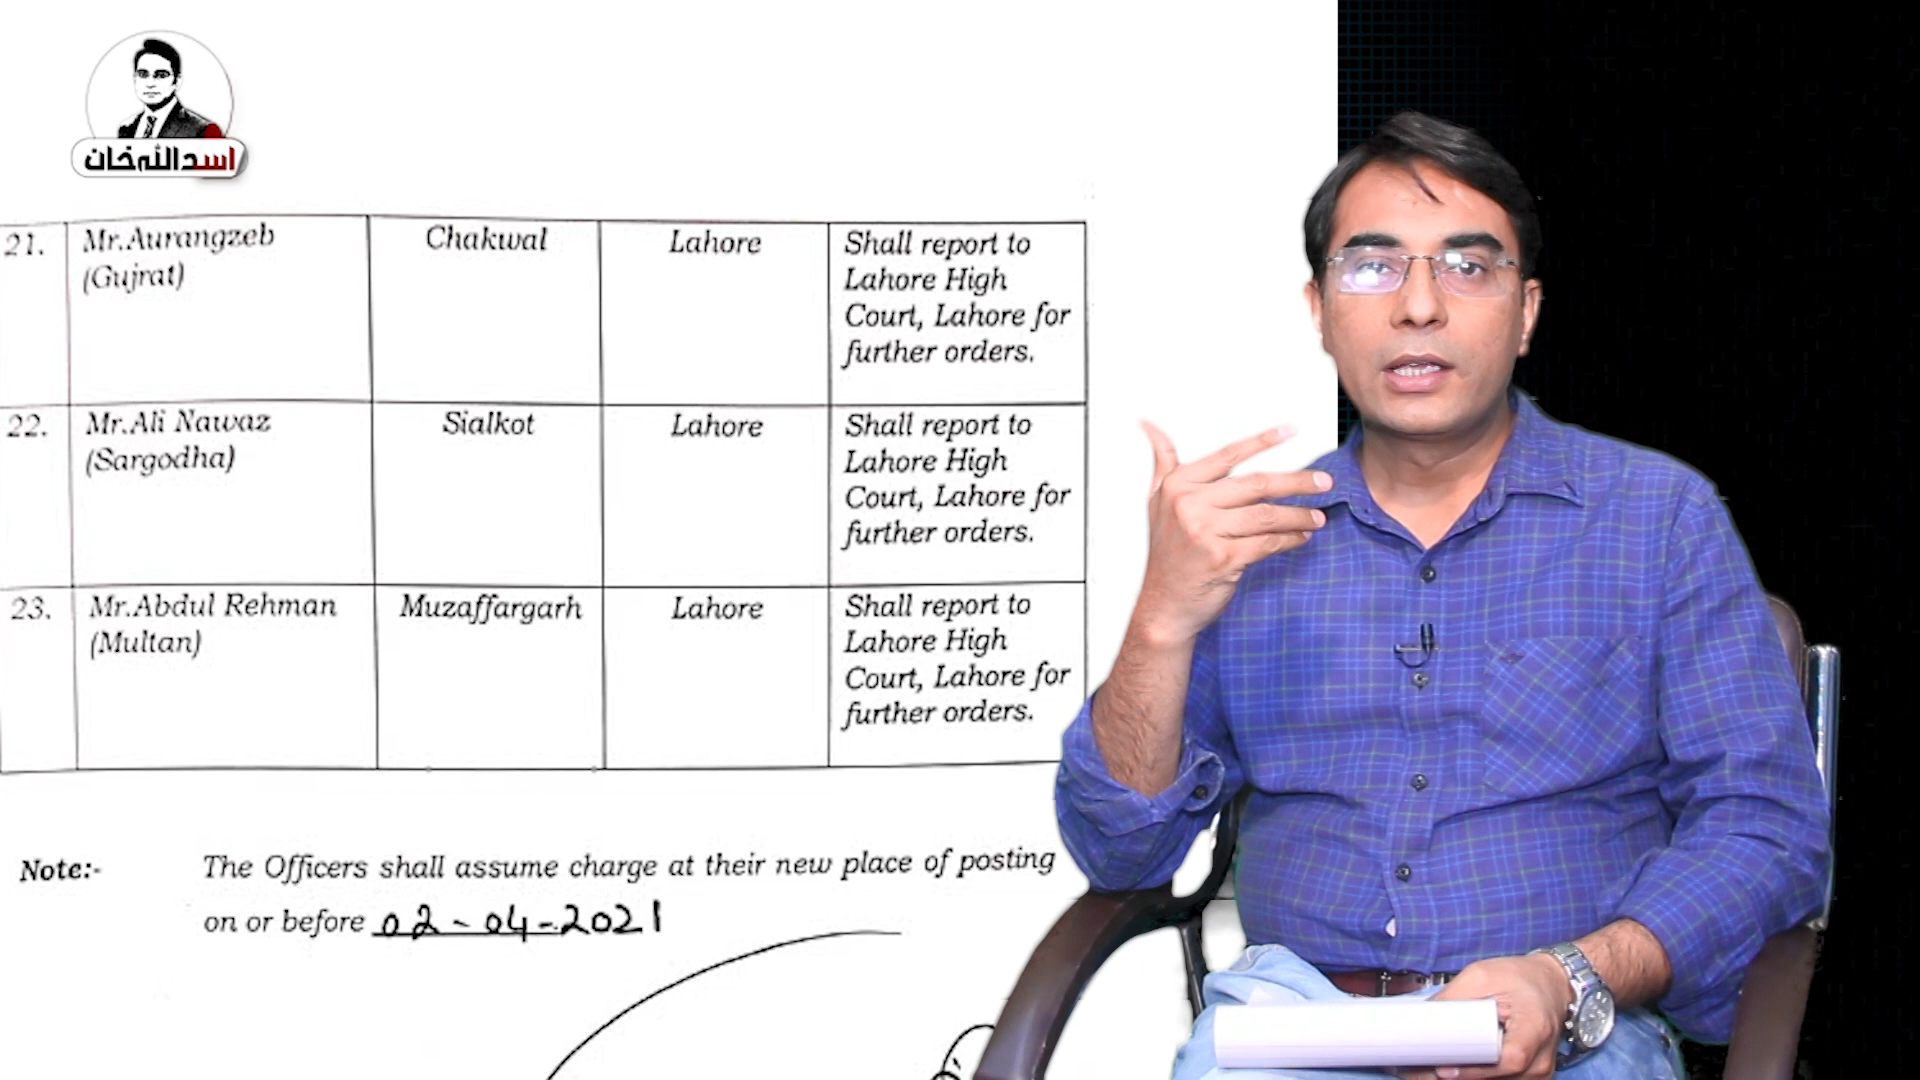 اسد اللہ خان
21. Mr.Aurangzeb Chakwal Lahore Shall report to
(Gujrat) Lahore High
Court, Lahore for
further orders.
22. Mr.Ali Nawaz Sialkot Lahore Shall report to
(Sargodha) Lahore High
Court, Lahore for
further orders.
23. Mr.Abdul Rehman Muzaffargarh Lahore Shall report to
(Multan) Lahore High
Court, Lahore for
further orders.
Note:- The Officers shall assume charge at their new place of posting
on or before 02-04-2021